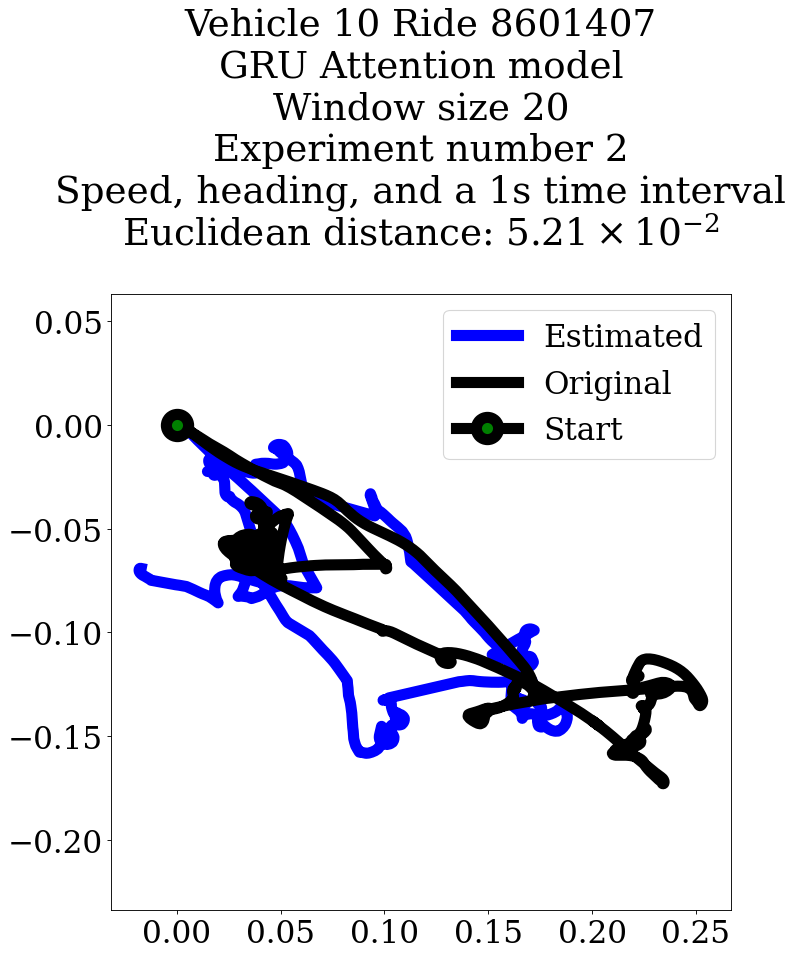 Vehicle 10 Ride 8601407
GRU Attention model
Window size 20
Experiment number 2
Speed, heading, and a 1s time interval
Euclidean distance: 5.21 × 10⁻²
Estimated
Original
Start
0.05
0.00
−0.05
−0.10
−0.15
−0.20
0.00 0.05 0.10 0.15 0.20 0.25